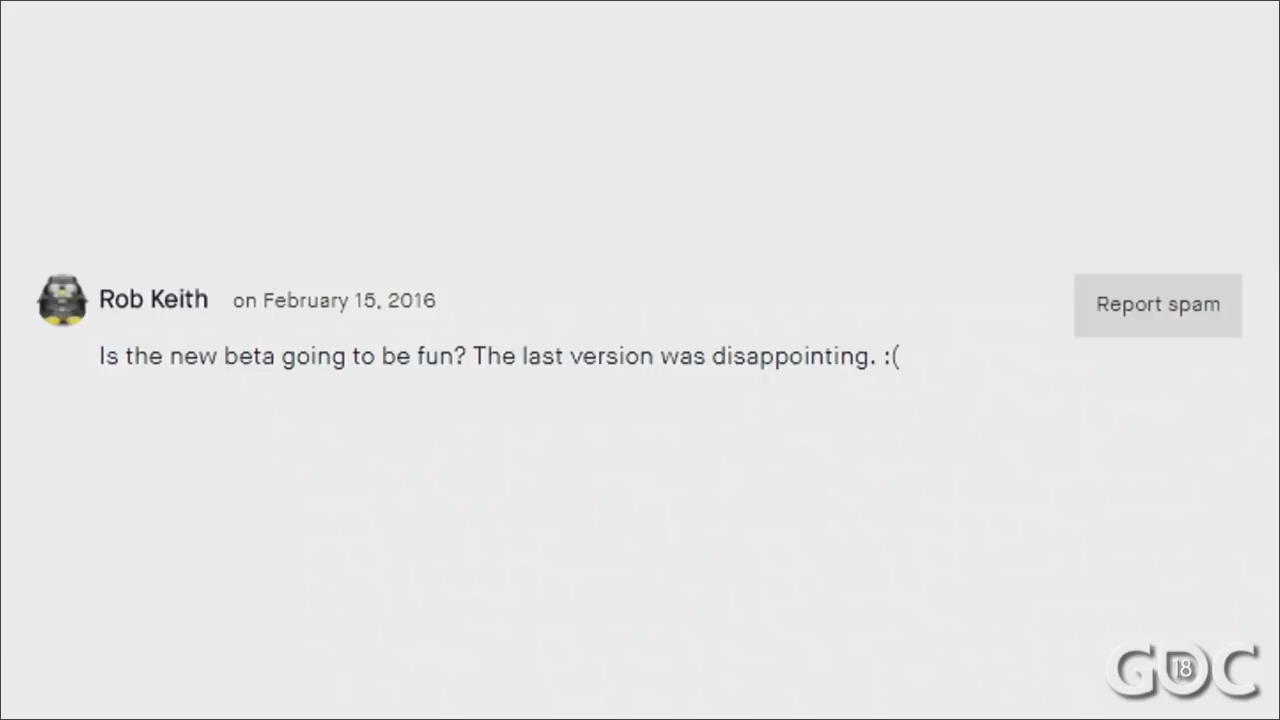 Rob Keith on February 15, 2016
Report spam
Is the new beta going to be fun? The last version was disappointing. :(
GDC
18